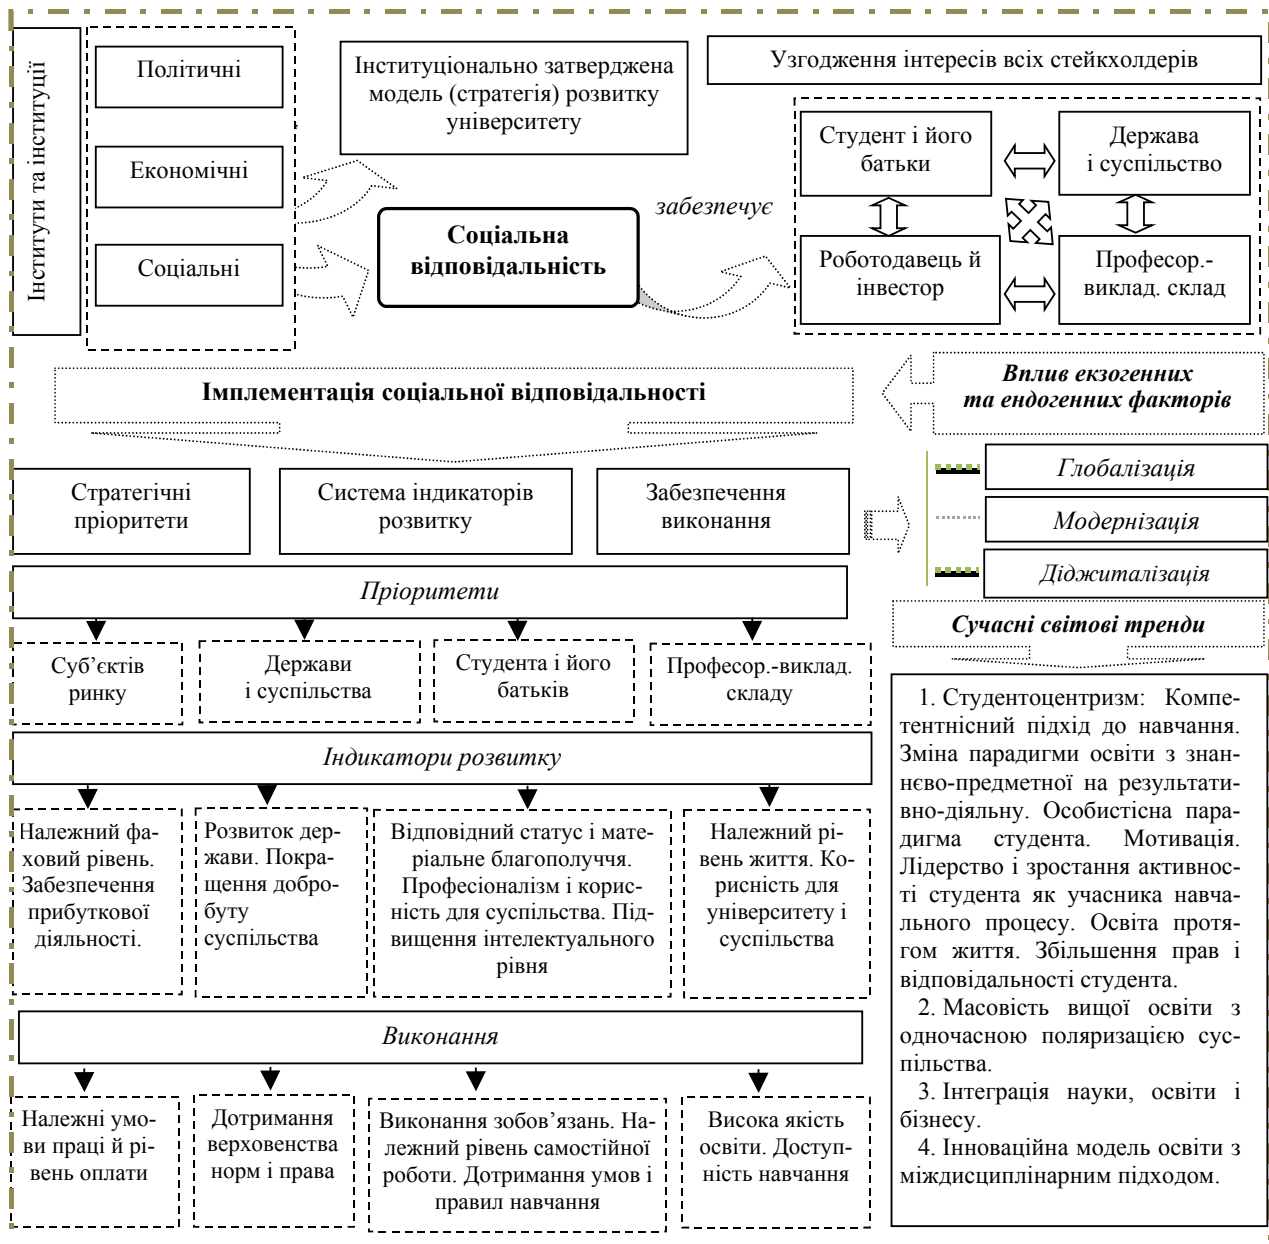 Інститути та інституції
Політичні
Економічні
Соціальні
Інституціонально затверджена
модель (стратегія) розвитку
університету
Соціальна
відповідальність
забезпечує
Узгодження інтересів всіх стейкхолдерів
Студент і його
батьки
Держава
і суспільство
Роботодавець й
інвестор
Професор.-
виклад. склад
Імплементація соціальної відповідальності
Вплив екзогенних
та ендогенних факторів
Стратегічні
пріоритети
Система індикаторів
розвитку
Забезпечення
виконання
Глобалізація
Модернізація
Діджиталізація
Пріоритети
Суб’єктів
ринку
Держави
і суспільства
Студента і його
батьків
Професор.-виклад.
складу
Індикатори розвитку
Належний фа-
ховий рівень.
Забезпечення
прибуткової
діяльності.
Розвиток дер-
жави. Покра-
щення добро-
буту
суспільства
Відповідний статус і мате-
ріальне благополуччя.
Професіоналізм і корис-
ність для суспільства. Під-
вищення інтелектуального
рівня
Належний рі-
вень життя. Ко-
рисність для
університету і
суспільства
Виконання
Належні умо-
ви праці й рі-
вень оплати
Дотримання
верховенства
норм і права
Виконання зобов’язань. На-
лежний рівень самостійної
роботи. Дотримання умов і
правил навчання
Висока якість
освіти. Доступ-
ність навчання
Сучасні світові тренди
1. Студентоцентризм: Компе-
тентнісний підхід до навчання.
Зміна парадигми освіти з знан-
нєво-предметної на результати-
вно-діяльну. Особистісна пара-
дигма студента. Мотивація.
Лідерство і зростання активнос-
ті студента як учасника навча-
льного процесу. Освіта протя-
гом життя. Збільшення прав і
відповідальності студента.
2. Масовість вищої освіти з
одночасною поляризацією сус-
пільства.
3. Інтеграція науки, освіти і
бізнесу.
4. Інноваційна модель освіти з
міждисциплінарним підходом.